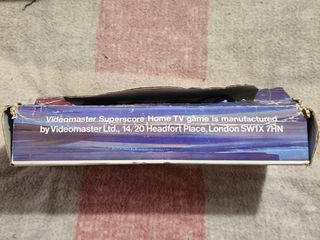 Videomaster Superscore Home TV game is manufactured
by Videomaster Ltd., 14/20 Headfort Place, London SW1X 7HN